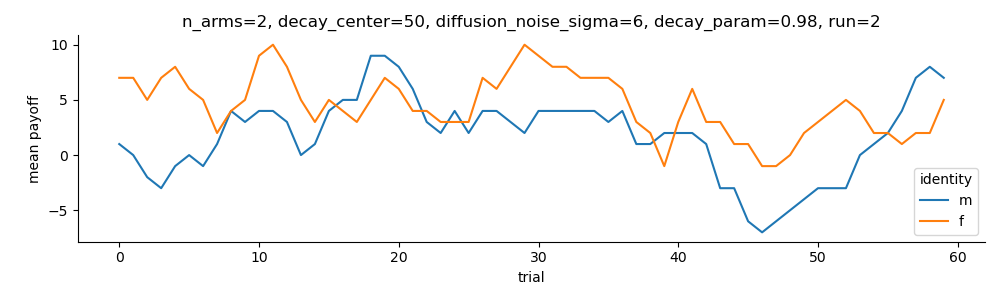 n_arms=2, decay_center=50, diffusion_noise_sigma=6, decay_param=0.98, run=2
mean payoff
10
5
0
−5
identity
m
f
0
10
20
30
40
50
60
trial